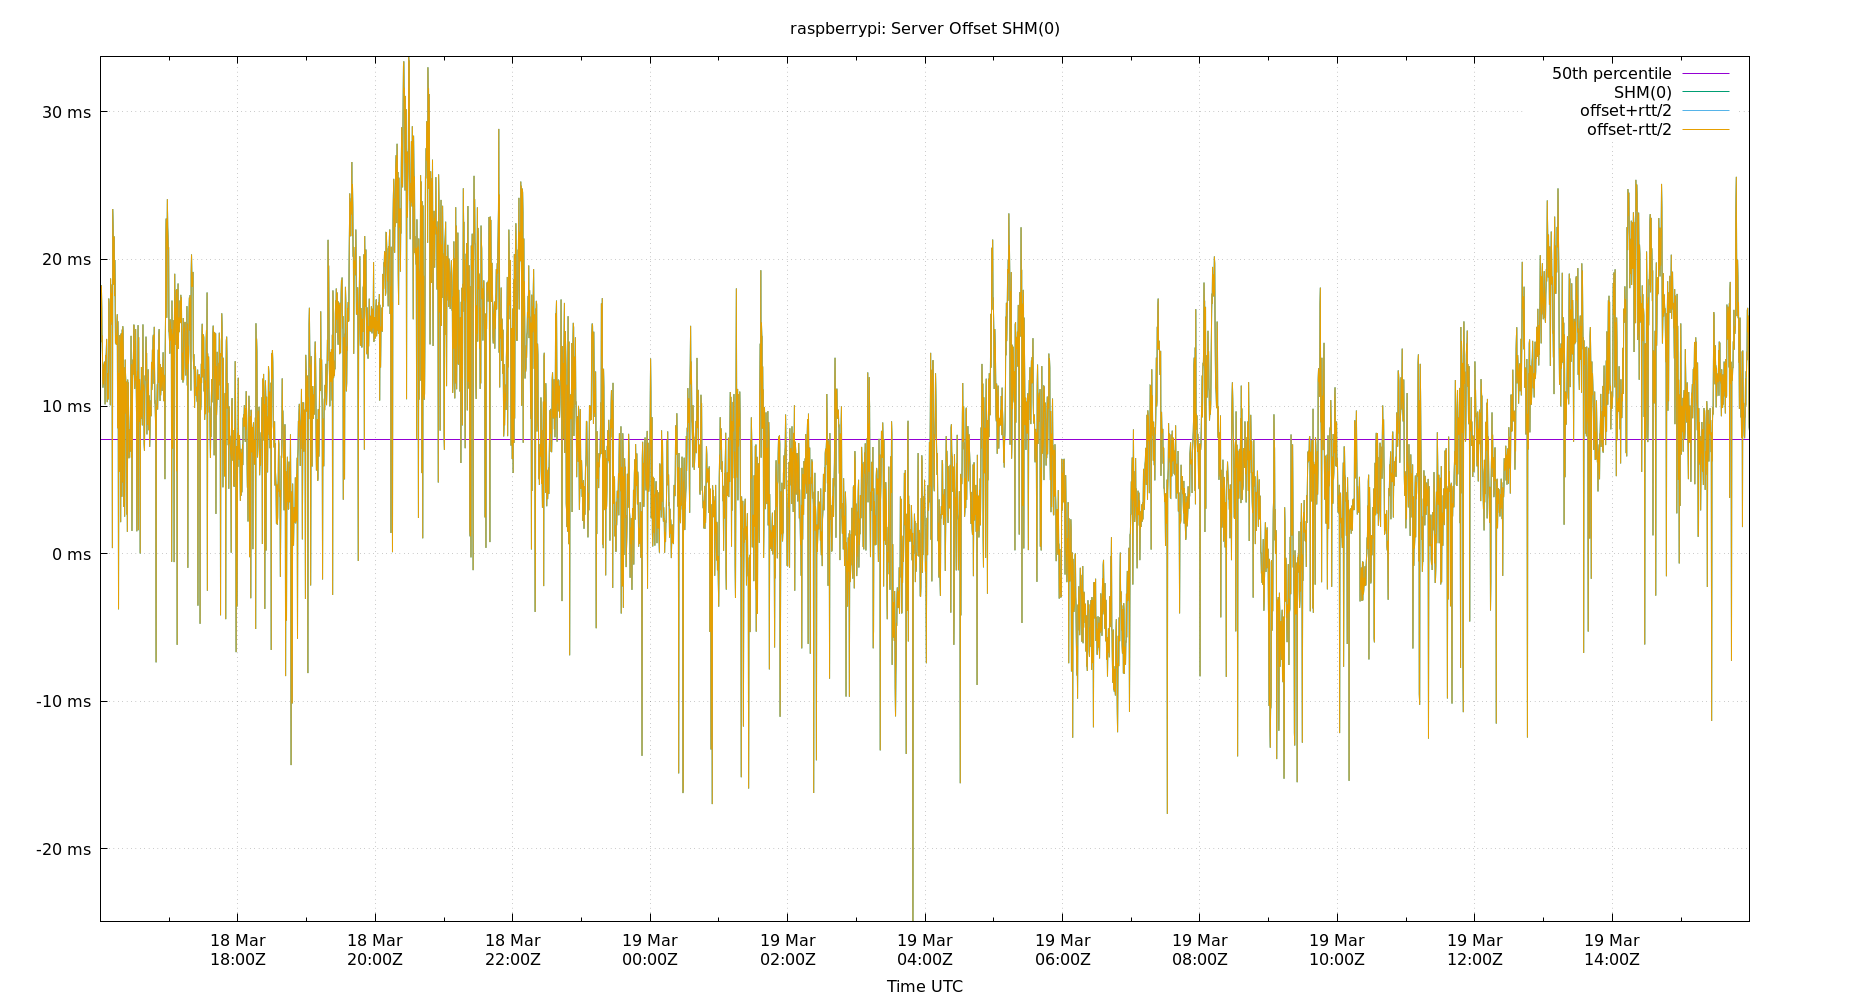 raspberrypi: Server Offset SHM(0)
50th percentile
SHM(0)
offset+rtt/2
offset-rtt/2
30 ms
20 ms
10 ms
0 ms
-10 ms
-20 ms
18 Mar 18 Mar 18 Mar 19 Mar 19 Mar 19 Mar 19 Mar 19 Mar 19 Mar 19 Mar 19 Mar
18:00Z 20:00Z 22:00Z 00:00Z 02:00Z 04:00Z 06:00Z 08:00Z 10:00Z 12:00Z 14:00Z
Time UTC